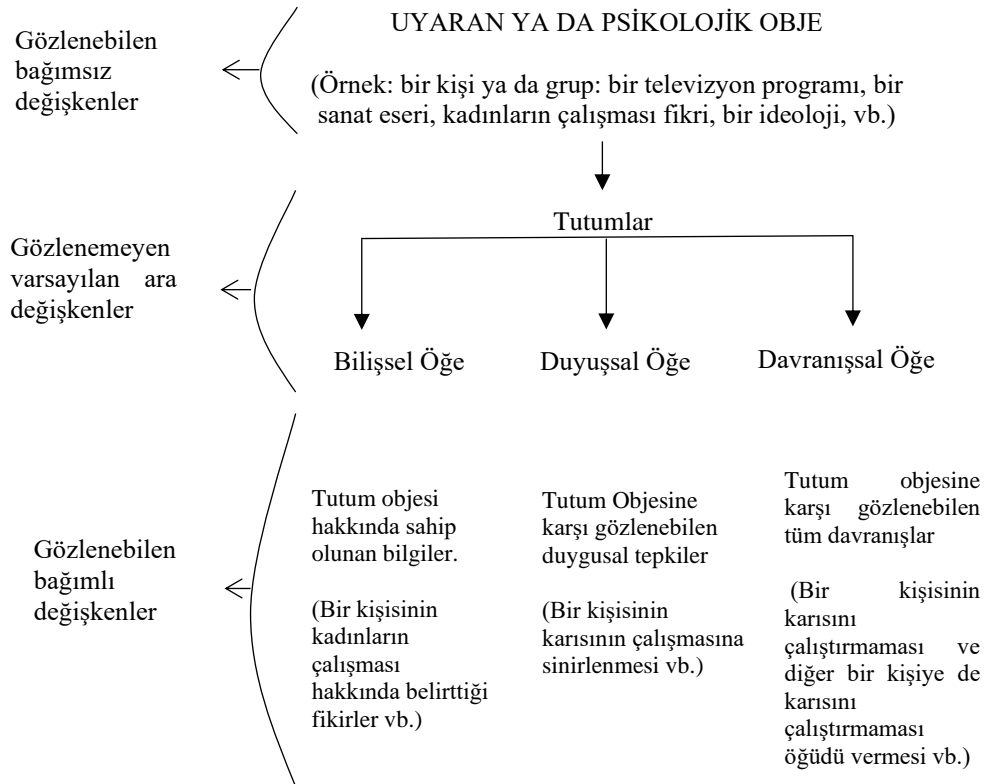 UYARAN YA DA PSİKOLOJİK OBJE
Gözlenebilen
bağımsız
değişkenler
(Örnek: bir kişi ya da grup: bir televizyon programı, bir
sanat eseri, kadınların çalışması fikri, bir ideoloji, vb.)
Tutumlar
Gözlenemeyen
varsayılan ara
değişkenler
Bilişsel Öğe
Duyuşsal Öğe
Davranışsal Öğe
Gözlenebilen
bağımlı
değişkenler
Tutum objesi
hakkında sahip
olunan bilgiler.
(Bir kişisinin
kadınların
çalışması
hakkında belirttiği
fikirler vb.)
Tutum Objesine
karşı gözlenebilen
duygusal tepkiler
(Bir kişisinin
karısının çalışmasına
sinirlenmesi vb.)
Tutum objesine
karşı gözlenebilen
tüm davranışlar
(Bir kişisinin
karısını
çalıştırmaması ve
diğer bir kişiye de
karısını
çalıştırmaması
öğüdü vermesi vb.)